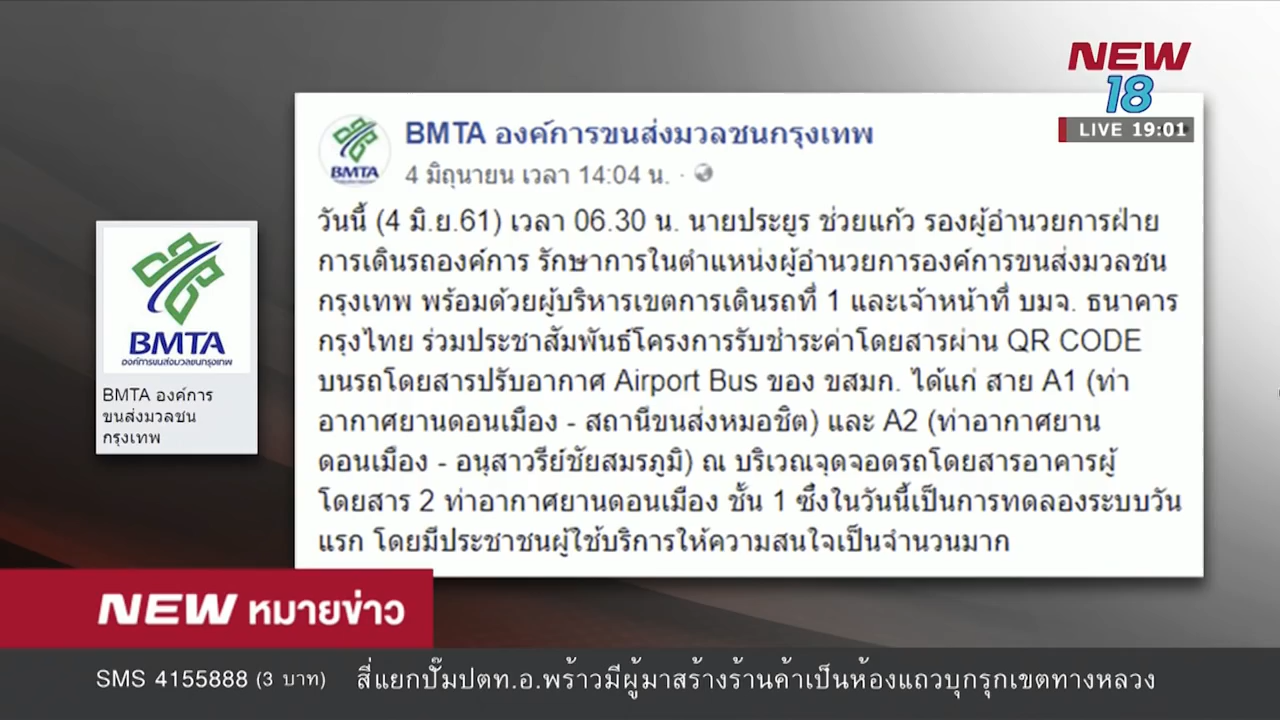 NEW
18
LIVE 19:01
BMTA องค์การขนส่งมวลชนกรุงเทพ
4 มิถุนายน เวลา 14:04 น. ·
BMTA
วันนี้ (4 มิ.ย.61) เวลา 06.30 น. นายประยูร ช่วยแก้ว รองผู้อำนวยการฝ่าย
การเดินรถองค์การ รักษาการในตำแหน่งผู้อำนวยการองค์การขนส่งมวลชน
กรุงเทพ พร้อมด้วยผู้บริหารเขตการเดินรถที่ 1 และเจ้าหน้าที่ บมจ. ธนาคาร
กรุงไทย ร่วมประชาสัมพันธ์โครงการรับชำระค่าโดยสารผ่าน QR CODE
บนรถโดยสารปรับอากาศ Airport Bus ของ ขสมก. ได้แก่ สาย A1 (ท่า
อากาศยานดอนเมือง - สถานีขนส่งหมอชิต) และ A2 (ท่าอากาศยาน
ดอนเมือง - อนุสาวรีย์ชัยสมรภูมิ) ณ บริเวณจุดจอดรถโดยสารอาคารผู้
โดยสาร 2 ท่าอากาศยานดอนเมือง ชั้น 1 ซึ่งในวันนี้เป็นการทดลองระบบวัน
แรก โดยมีประชาชนผู้ใช้บริการให้ความสนใจเป็นจำนวนมาก
BMTA
องค์การขนส่งมวลชนกรุงเทพ
BMTA องค์การ
ขนส่งมวลชน
กรุงเทพ
NEW หมายข่าว
SMS 4155888 (3 บาท) สี่แยกปั๊มปตท.อ.พร้าวมีผู้มาสร้างร้านค้าเป็นห้องแถวบุกรุกเขตทางหลวง